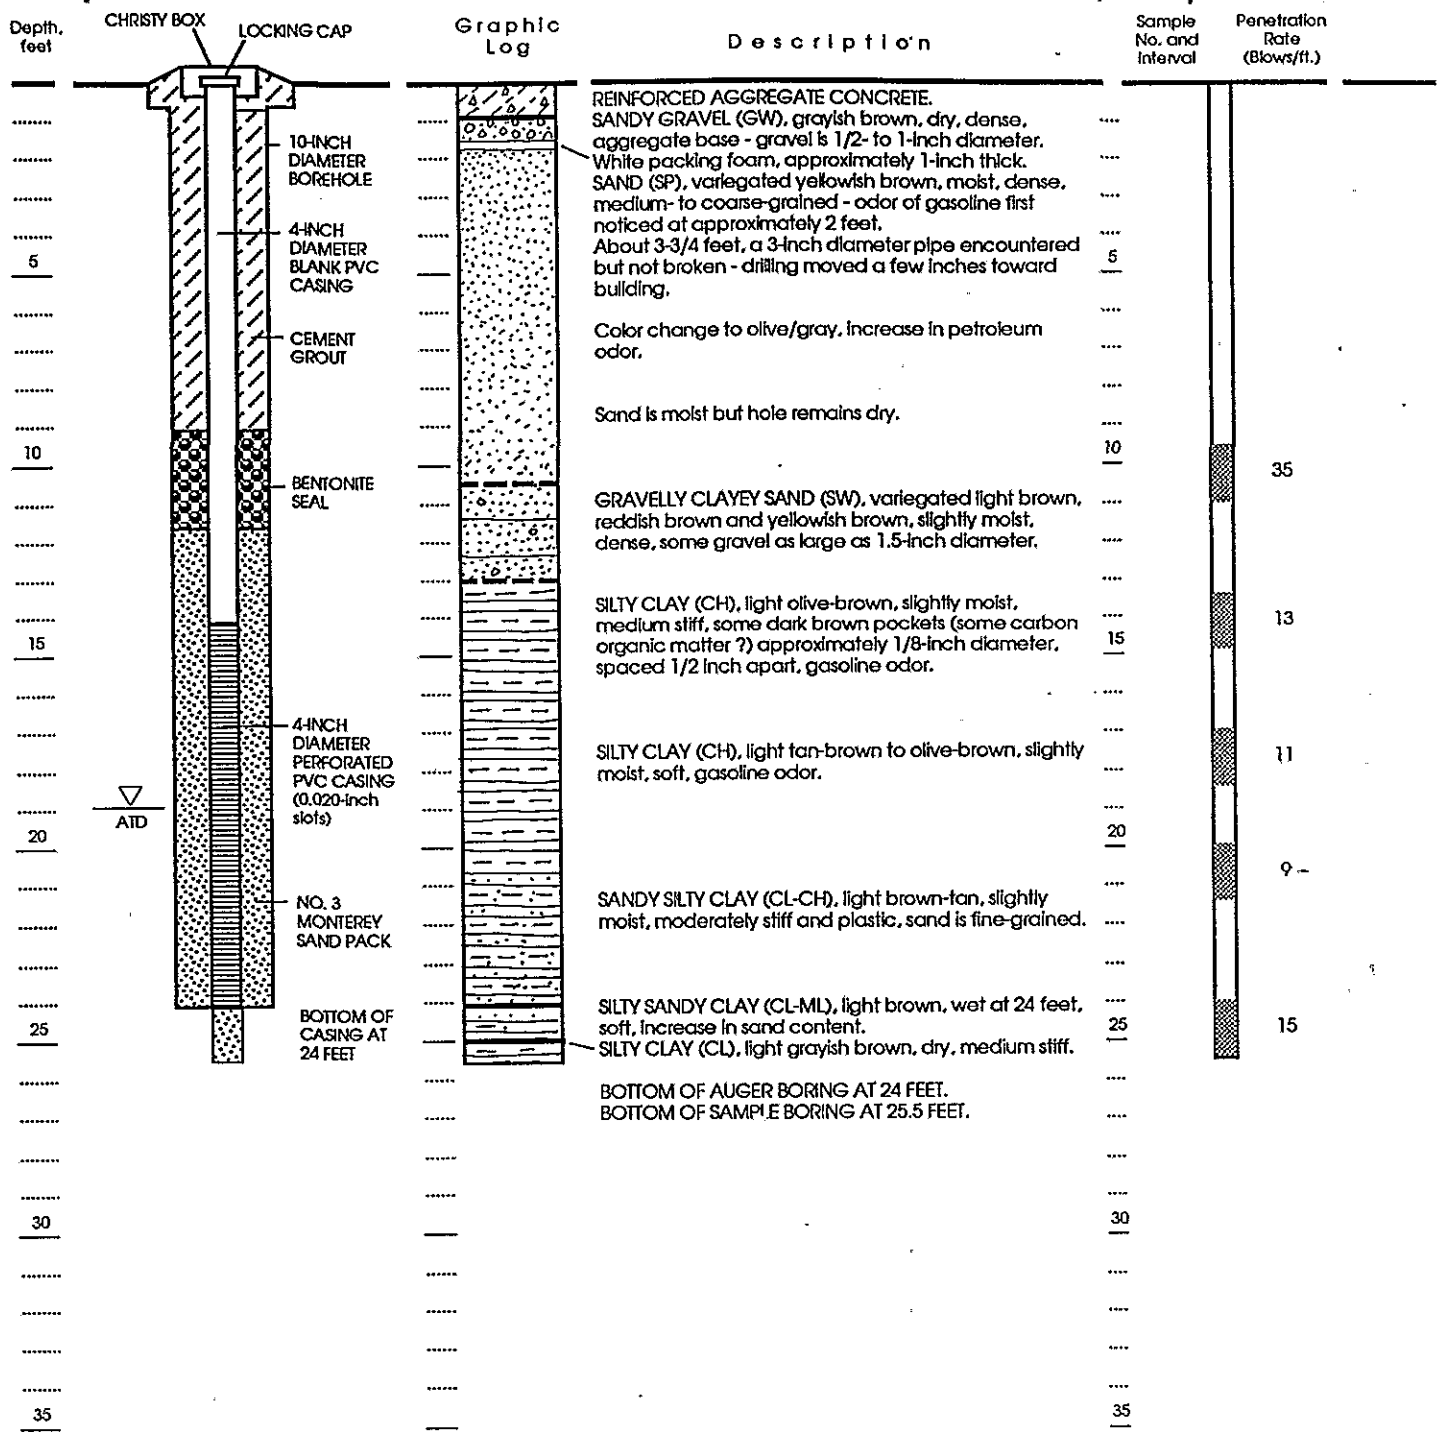 Depth,
feet
CHRISTY BOX
LOCKING CAP
Graphic
Log
Description
Sample
No. and
Interval
Penetration
Rate
(Blows/ft.)
10-INCH
DIAMETER
BOREHOLE
4-INCH
DIAMETER
BLANK PVC
CASING
CEMENT
GROUT
BENTONITE
SEAL
4-INCH
DIAMETER
PERFORATED
PVC CASING
(0.020-inch
slots)
ATD
NO. 3
MONTEREY
SAND PACK
BOTTOM OF
CASING AT
24 FEET
5
10
15
20
25
30
35
REINFORCED AGGREGATE CONCRETE.
SANDY GRAVEL (GW), grayish brown, dry, dense,
aggregate base - gravel is 1/2- to 1-inch diameter.
White packing foam, approximately 1-inch thick.
SAND (SP), variegated yellowish brown, moist, dense,
medium- to coarse-grained - odor of gasoline first
noticed at approximately 2 feet.
About 3-3/4 feet, a 3-inch diameter pipe encountered
but not broken - drilling moved a few inches toward
building.
Color change to olive/gray, increase in petroleum
odor.
Sand is moist but hole remains dry.
GRAVELLY CLAYEY SAND (SW), variegated light brown,
reddish brown and yellowish brown, slightly moist,
dense, some gravel as large as 1.5-inch diameter.
SILTY CLAY (CH), light olive-brown, slightly moist,
medium stiff, some dark brown pockets (some carbon
organic matter ?) approximately 1/8-inch diameter,
spaced 1/2 inch apart, gasoline odor.
SILTY CLAY (CH), light tan-brown to olive-brown, slightly
moist, soft, gasoline odor.
SANDY SILTY CLAY (CL-CH), light brown-tan, slightly
moist, moderately stiff and plastic, sand is fine-grained.
SILTY SANDY CLAY (CL-ML), light brown, wet at 24 feet,
soft, increase in sand content.
SILTY CLAY (CL), light grayish brown, dry, medium stiff.
BOTTOM OF AUGER BORING AT 24 FEET.
BOTTOM OF SAMPLE BORING AT 25.5 FEET.
5
10
15
20
25
30
35
35
13
11
9
15